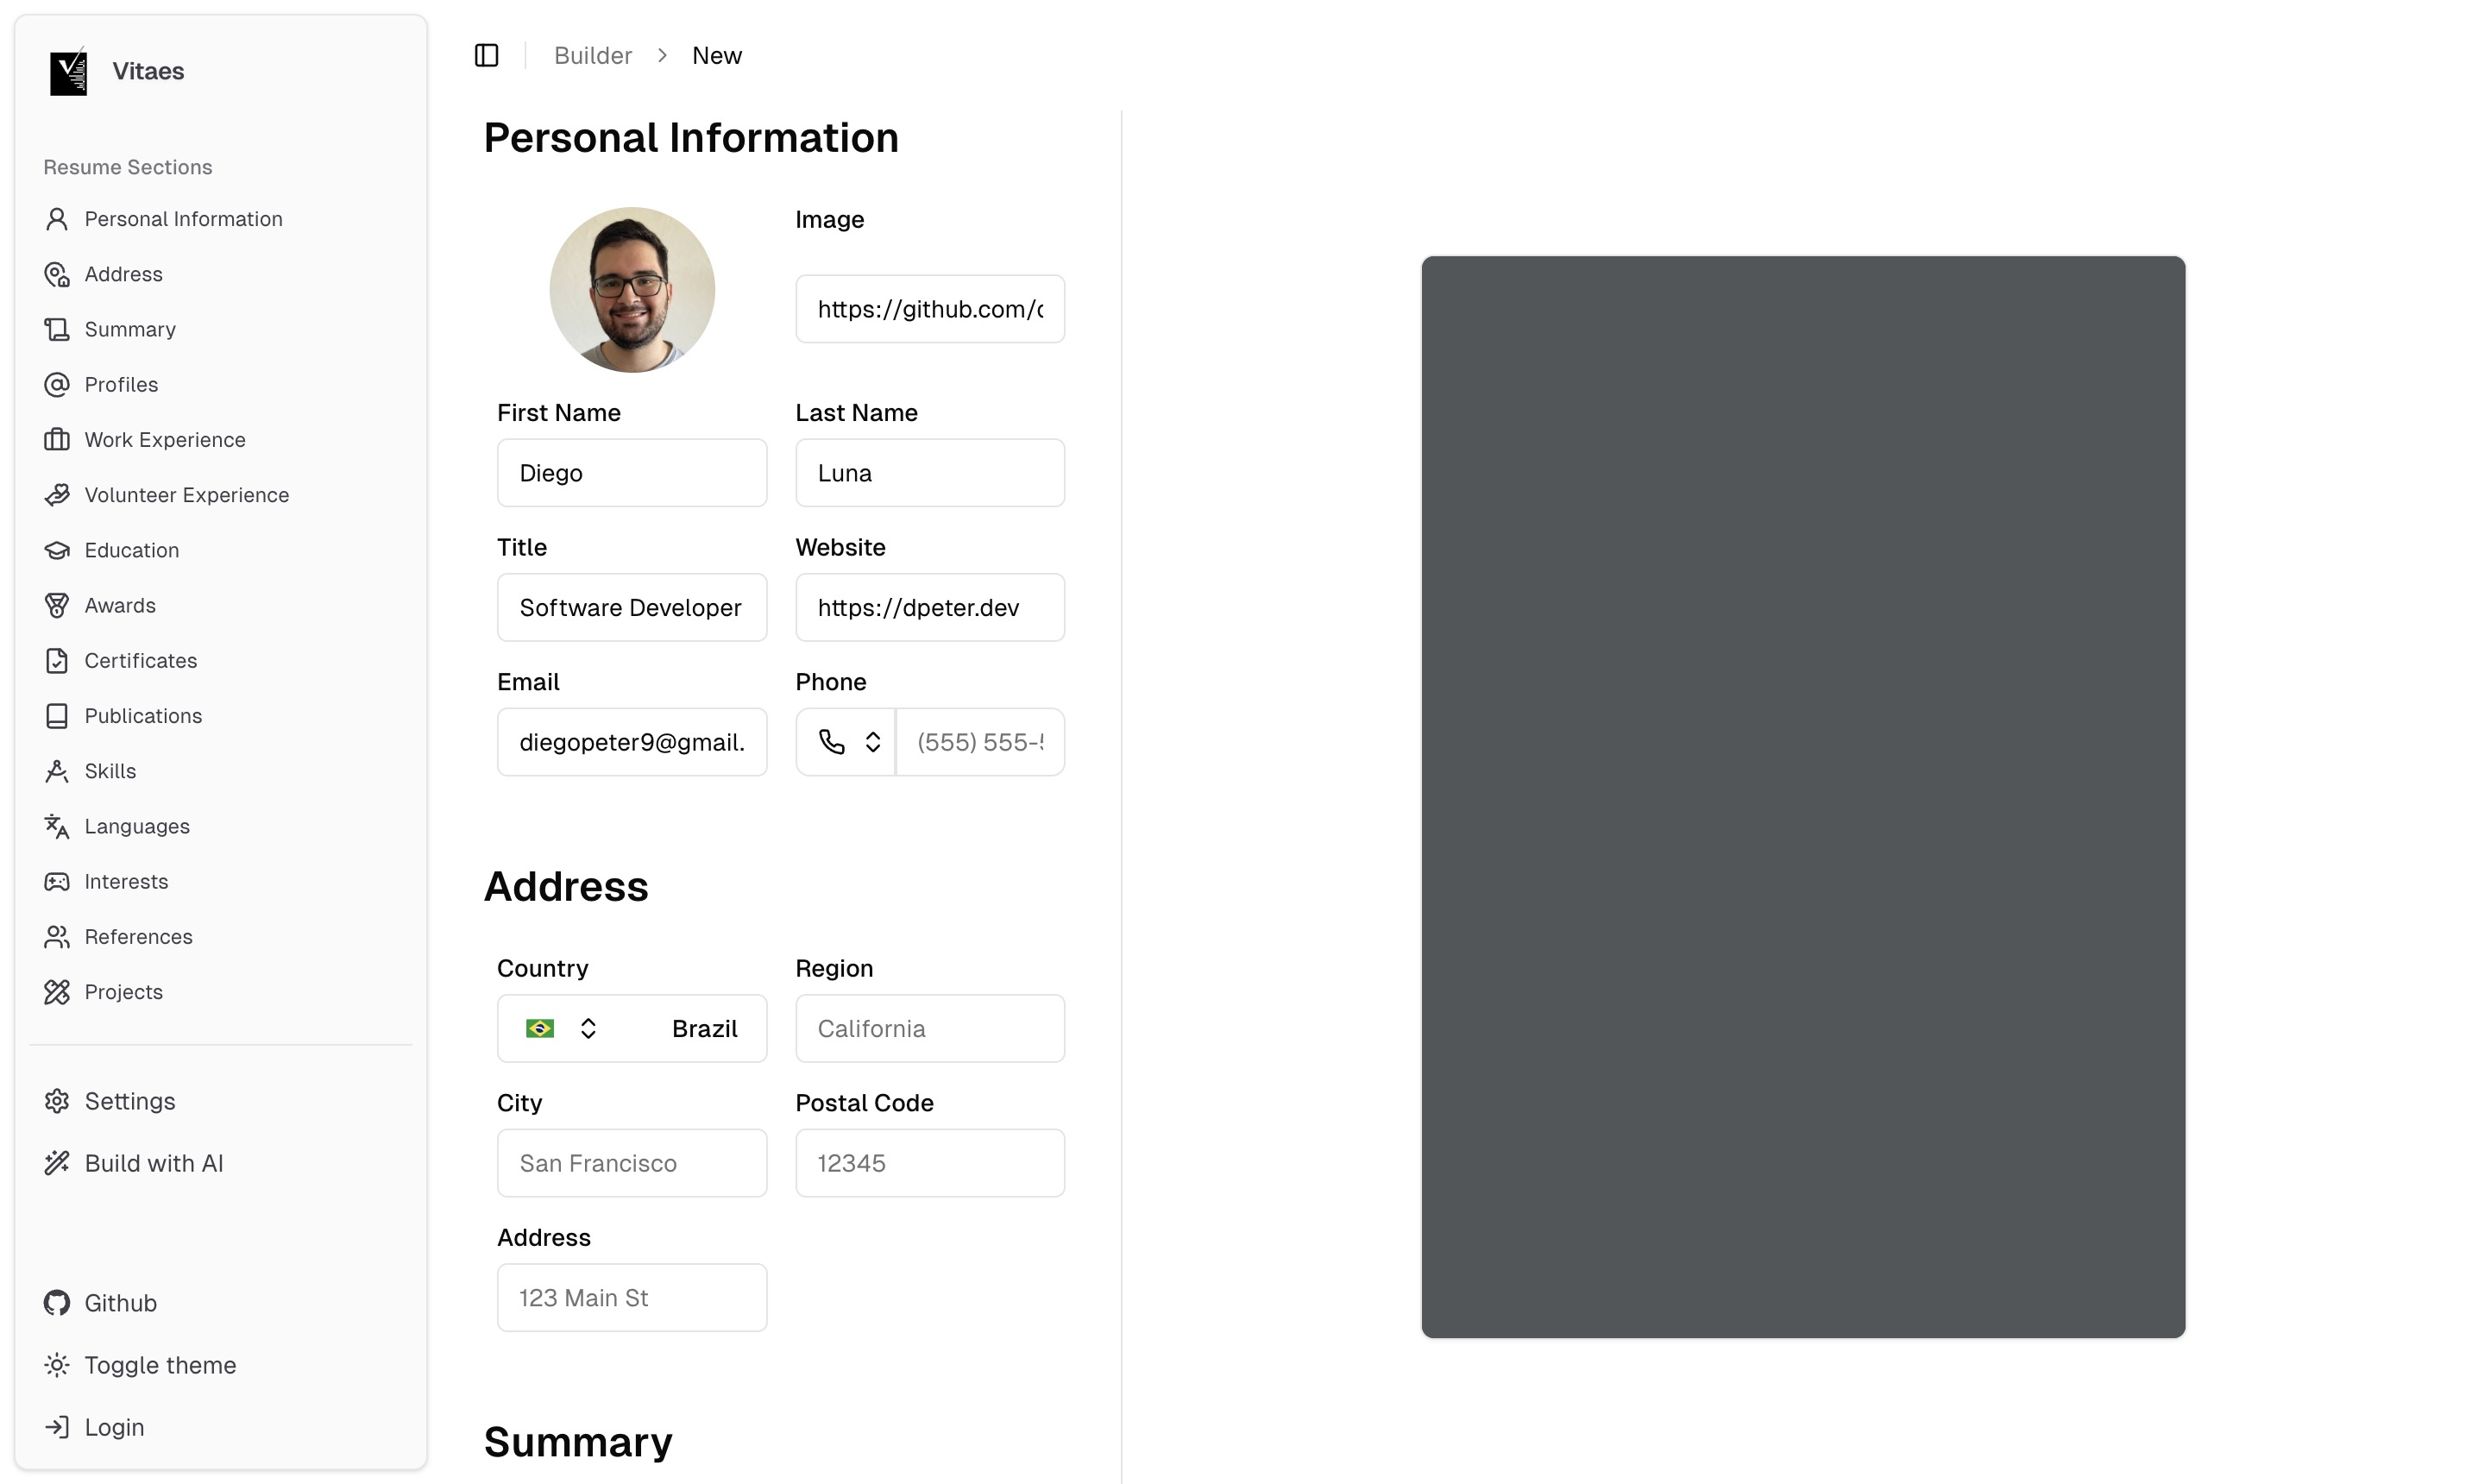 Vitaes
Resume Sections
Personal Information
Address
Summary
Profiles
Work Experience
Volunteer Experience
Education
Awards
Certificates
Publications
Skills
Languages
Interests
References
Projects
Settings
Build with AI
Github
Toggle theme
Login
Builder > New
Personal Information
Image
https://github.com/
First Name
Last Name
Diego
Luna
Title
Website
Software Developer
https://dpeter.dev
Email
Phone
diegopeter9@gmail.
(555) 555-
Address
Country
Region
Brazil
California
City
Postal Code
San Francisco
12345
Address
123 Main St
Summary